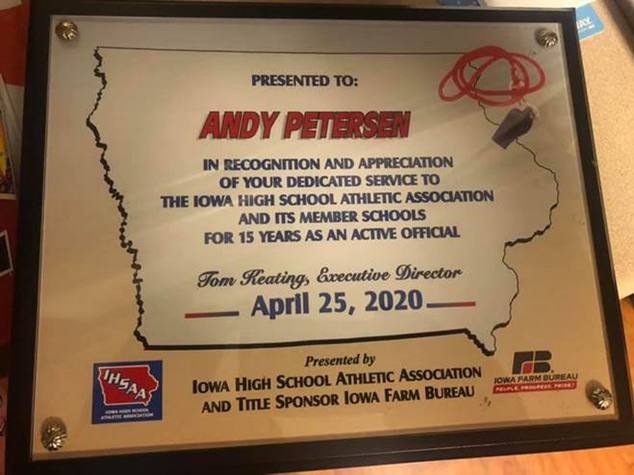 PRESENTED TO:
ANDY PETERSEN
IN RECOGNITION AND APPRECIATION
OF YOUR DEDICATED SERVICE TO
THE IOWA HIGH SCHOOL ATHLETIC ASSOCIATION
AND ITS MEMBER SCHOOLS
FOR 15 YEARS AS AN ACTIVE OFFICIAL
Tom Keating, Executive Director
April 25, 2020
Presented by
IOWA HIGH SCHOOL ATHLETIC ASSOCIATION
AND TITLE SPONSOR IOWA FARM BUREAU
IHSAA
IOWA HIGH SCHOOL
ATHLETIC ASSOCIATION
IOWA FARM BUREAU
PEOPLE. PROGRESS. PRIDE.